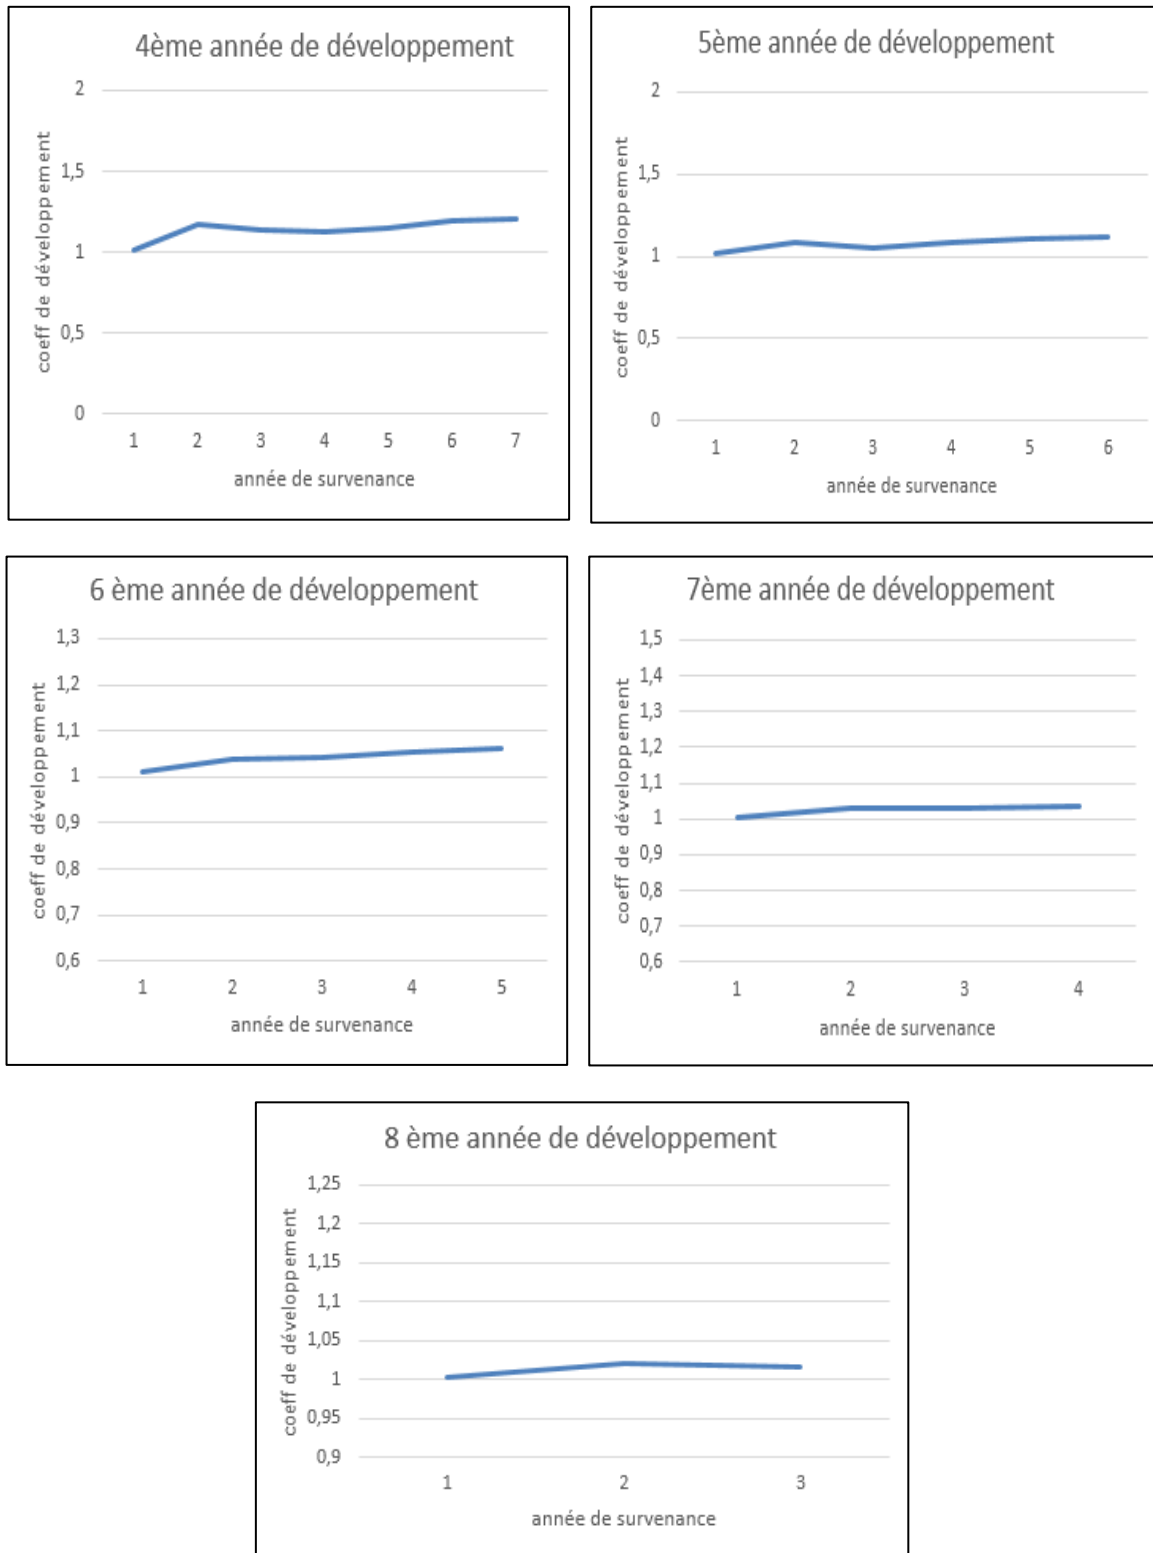 4ème année de développement
coeff de développement
2
1,5
1
0,5
0
1 2 3 4 5 6 7
année de survenance
5ème année de développement
coeff de développement
2
1,5
1
0,5
0
1 2 3 4 5 6
année de survenance
6 ème année de développement
coeff de développement
1,3
1,2
1,1
1
0,9
0,8
0,7
0,6
1 2 3 4 5
année de survenance
7ème année de développement
coeff de développement
1,5
1,4
1,3
1,2
1,1
1
0,9
0,8
0,7
0,6
1 2 3 4
année de survenance
8 ème année de développement
coeff de développement
1,25
1,2
1,15
1,1
1,05
1
0,95
0,9
1 2 3
année de survenance